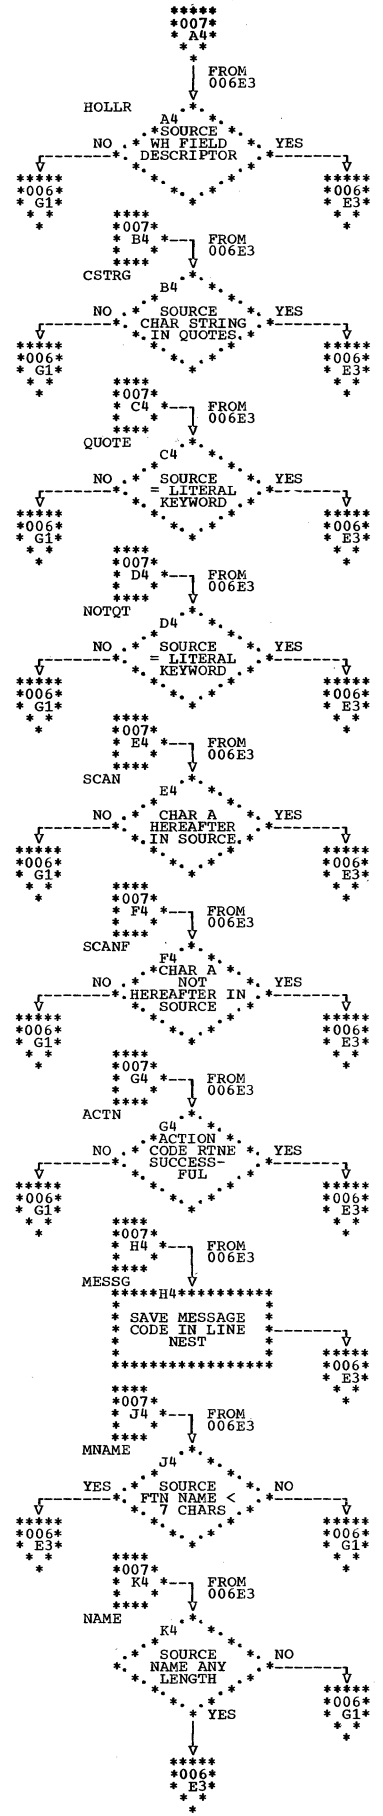 *****
*007*
* A4*
* *
*
FROM
006E3
HOLLR
A4
SOURCE
WH FIELD
DESCRIPTOR
NO
YES
*****
*006*
* G1*
* *
*
*****
*006*
* E3*
* *
*
****
*007*
* B4 *
****
FROM
006E3
CSTRG
B4
SOURCE
CHAR STRING
IN QUOTES
NO
YES
*****
*006*
* G1*
* *
*
*****
*006*
* E3*
* *
*
****
*007*
* C4 *
****
FROM
006E3
QUOTE
C4
SOURCE
= LITERAL
KEYWORD
NO
YES
*****
*006*
* G1*
* *
*
*****
*006*
* E3*
* *
*
****
*007*
* D4 *
****
FROM
006E3
NOTQT
D4
SOURCE
= LITERAL
KEYWORD
NO
YES
*****
*006*
* G1*
* *
*
*****
*006*
* E3*
* *
*
****
*007*
* E4 *
****
FROM
006E3
SCAN
E4
CHAR A
HEREAFTER
IN SOURCE
NO
YES
*****
*006*
* G1*
* *
*
*****
*006*
* E3*
* *
*
****
*007*
* F4 *
****
FROM
006E3
SCANF
F4
CHAR A
NOT
HEREAFTER IN
SOURCE
NO
YES
*****
*006*
* G1*
* *
*
*****
*006*
* E3*
* *
*
****
*007*
* G4 *
****
FROM
006E3
ACTN
G4
ACTION
CODE RTNE
SUCCESS-
FUL
NO
YES
*****
*006*
* G1*
* *
*
*****
*006*
* E3*
* *
*
****
*007*
* H4 *
****
FROM
006E3
MESSG
*****H4**********
SAVE MESSAGE
CODE IN LINE
NEST
*****************
*****
*006*
* E3*
* *
*
****
*007*
* J4 *
****
FROM
006E3
MNAME
J4
SOURCE
FTN NAME <
7 CHARS
YES
NO
*****
*006*
* E3*
* *
*
*****
*006*
* G1*
* *
*
****
*007*
* K4 *
****
FROM
006E3
NAME
K4
SOURCE
NAME ANY
LENGTH
NO
*****
*006*
* G1*
* *
*
YES
*****
*006*
* E3*
* *
*